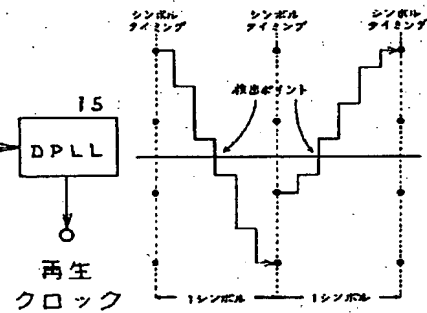 シンボル
タイミング
シンボル
タイミング
シンボル
タイミング
検出ポイント
15
DPLL
再生
クロック
1シンボル
1シンボル